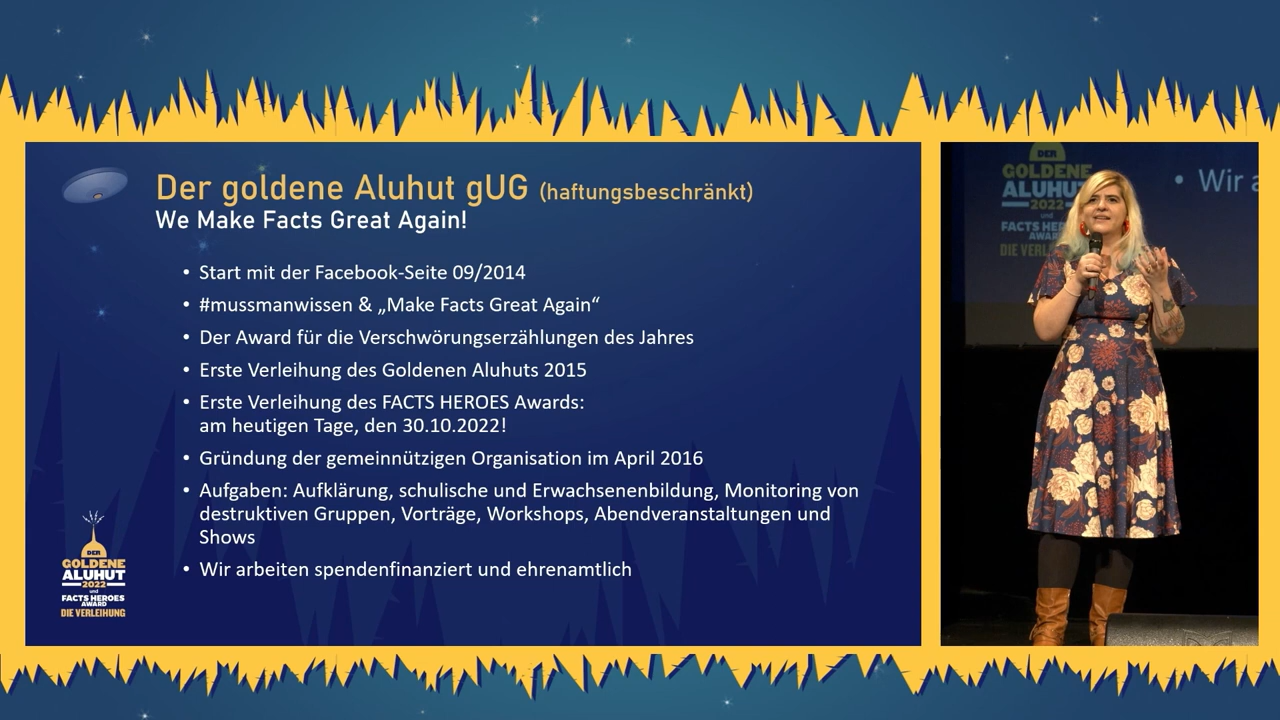 Der goldene Aluhut gUG (haftungsbeschränkt)
We Make Facts Great Again!
• Start mit der Facebook-Seite 09/2014
• #mussmanwissen & „Make Facts Great Again“
• Der Award für die Verschwörungserzählungen des Jahres
• Erste Verleihung des Goldenen Aluhuts 2015
• Erste Verleihung des FACTS HEROES Awards:
am heutigen Tage, den 30.10.2022!
• Gründung der gemeinnützigen Organisation im April 2016
• Aufgaben: Aufklärung, schulische und Erwachsenenbildung, Monitoring von
destruktiven Gruppen, Vorträge, Workshops, Abendveranstaltungen und
Shows
• Wir arbeiten spendenfinanziert und ehrenamtlich
DER
GOLDENE
ALUHUT
2022
und
FACTS HEROES
AWARD
DIE VERLEIHUNG
DER
GOLDENE
ALUHUT
2022
und
FACTS HER
AWAR
DIE VERLE
• Wir a